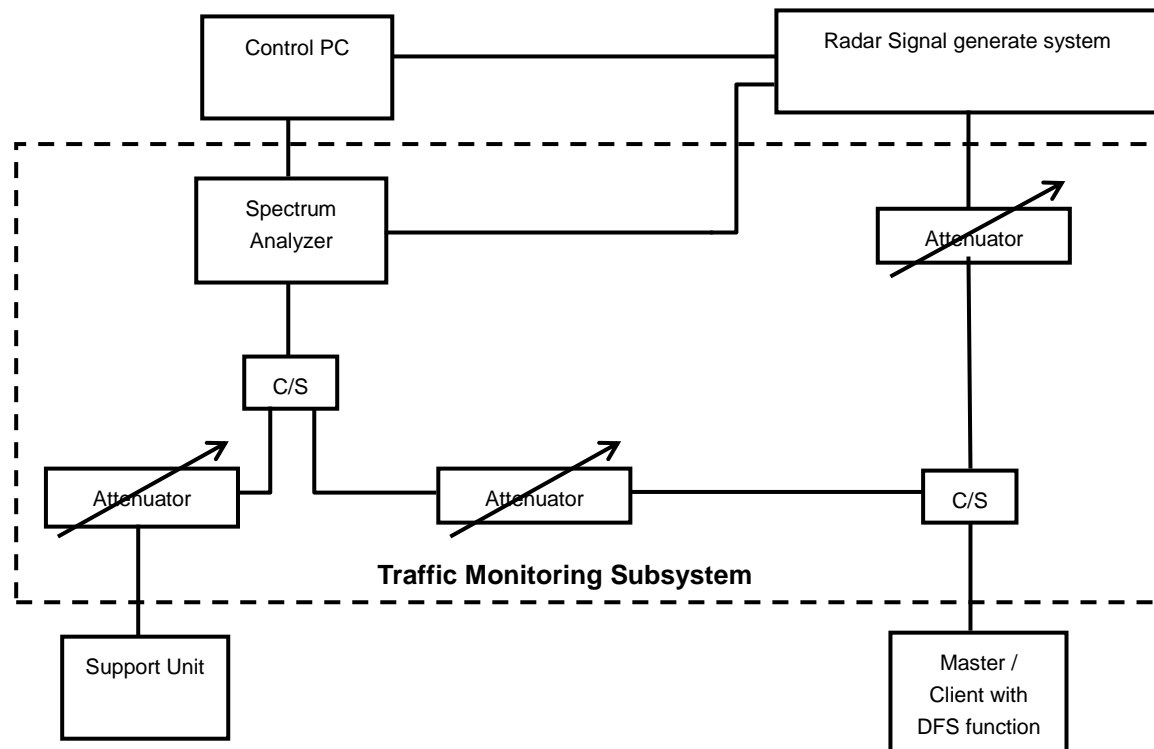 Control PC
Radar Signal generate system
Spectrum
Analyzer
Attenuator
C/S
Attenuator
Attenuator
C/S
Traffic Monitoring Subsystem
Support Unit
Master /
Client with
DFS function